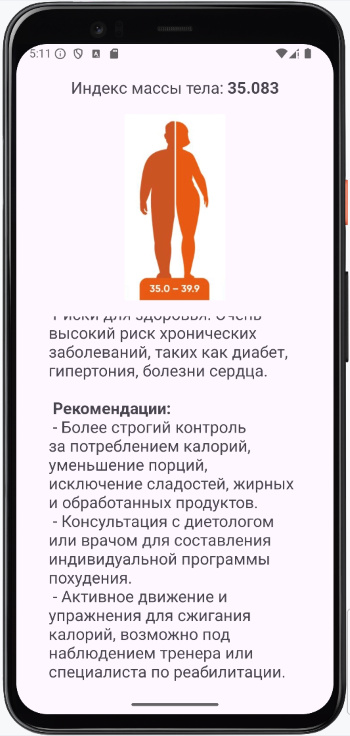 5:11
Индекс массы тела: 35.083
35.0 – 39.9
Риски для здоровья: Очень
высокий риск хронических
заболеваний, таких как диабет,
гипертония, болезни сердца.
Рекомендации:
- Более строгий контроль
за потреблением калорий,
уменьшение порций,
исключение сладостей, жирных
и обработанных продуктов.
- Консультация с диетологом
или врачом для составления
индивидуальной программы
похудения.
- Активное движение и
упражнения для сжигания
калорий, возможно под
наблюдением тренера или
специалиста по реабилитации.